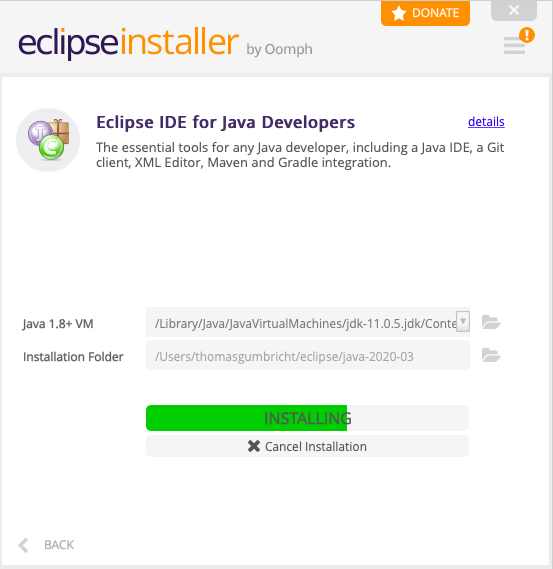 DONATE
eclipseinstaller by Oomph
Eclipse IDE for Java Developers
details
The essential tools for any Java developer, including a Java IDE, a Git
client, XML Editor, Maven and Gradle integration.
Java 1.8+ VM
/Library/Java/JavaVirtualMachines/jdk-11.0.5.jdk/Conte
Installation Folder
/Users/thomasgumbricht/eclipse/java-2020-03
INSTALLING
Cancel Installation
BACK